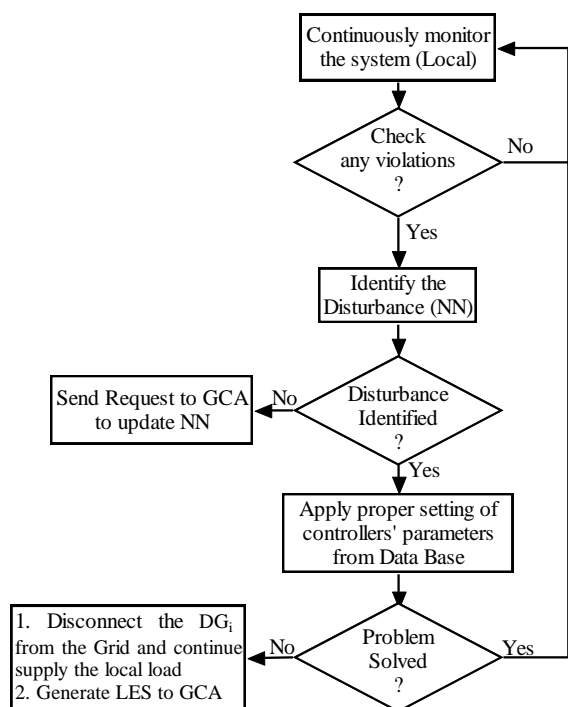 Continuously monitor
the system (Local)
Check
any violations
?
No
Yes
Identify the
Disturbance (NN)
Send Request to GCA
to update NN
No
Disturbance
Identified
?
Yes
Apply proper setting of
controllers' parameters
from Data Base
1. Disconnect the DGi
from the Grid and continue
supply the local load
2. Generate LES to GCA
No
Problem
Solved
?
Yes